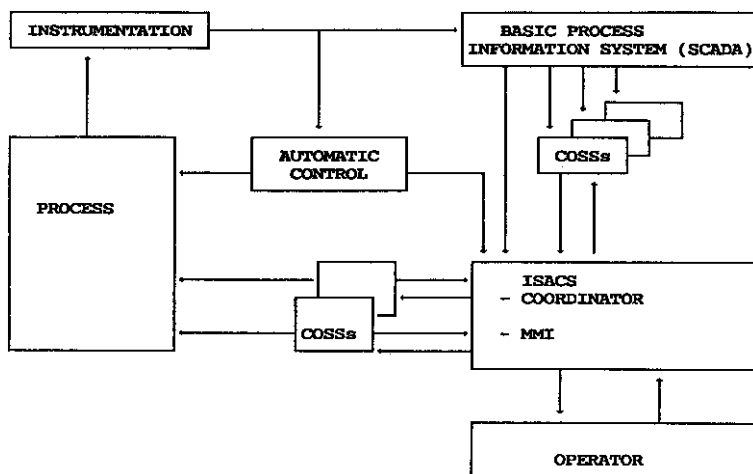 INSTRUMENTATION
BASIC PROCESS
INFORMATION SYSTEM (SCADA)
AUTOMATIC
CONTROL
COSSs
PROCESS
ISACS
- COORDINATOR
- MMI
COSSs
OPERATOR